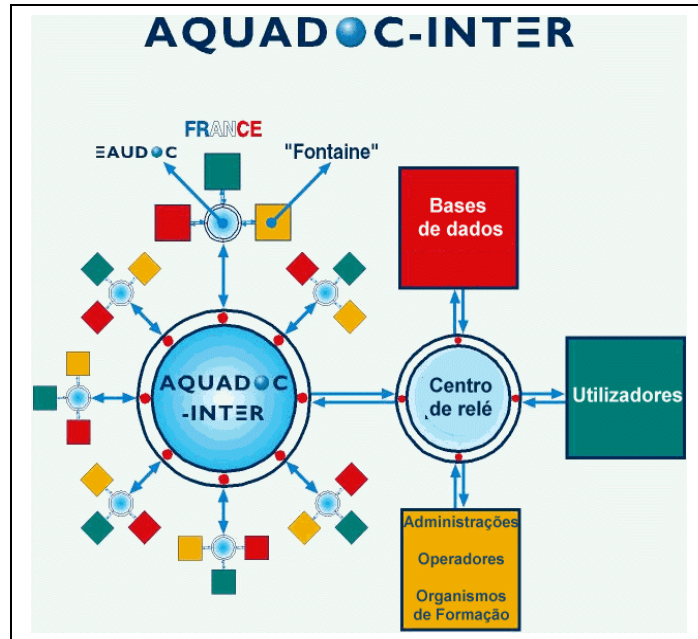 AQUADOC-INTER
FRANCE
EAUDOC
"Fontaine"
Bases
de dados
AQUADOC
-INTER
Centro
de relé
Utilizadores
Administrações
Operadores
Organismos
de Formação